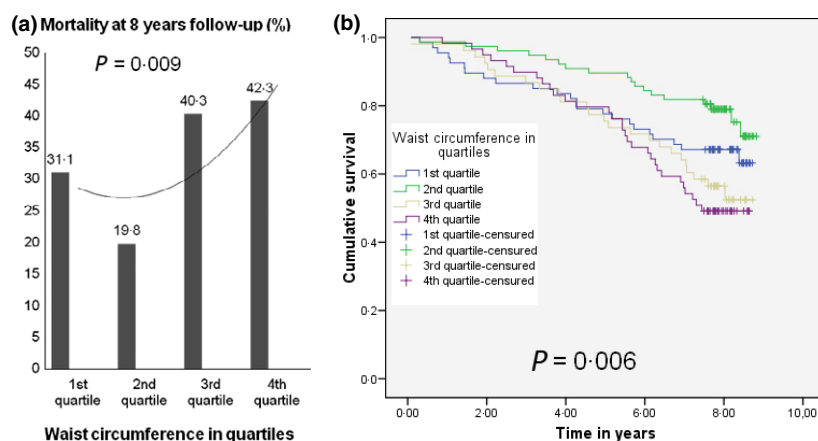 (a) Mortality at 8 years follow-up (%)
50
45
40
35
30
25
20
15
10
5
0
P = 0·009
31·1
19·8
40·3
42·3
1st quartile
2nd quartile
3rd quartile
4th quartile
Waist circumference in quartiles
(b)
Cumulative survival
1·0
0·8
0·6
0·4
0·2
0·0
Waist circumference in
quartiles
1st quartile
2nd quartile
3rd quartile
4th quartile
1st quartile-censured
2nd quartile-censured
3rd quartile-censured
4th quartile-censured
P = 0·006
0·00
2·00
4·00
6·00
8·00
10,00
Time in years